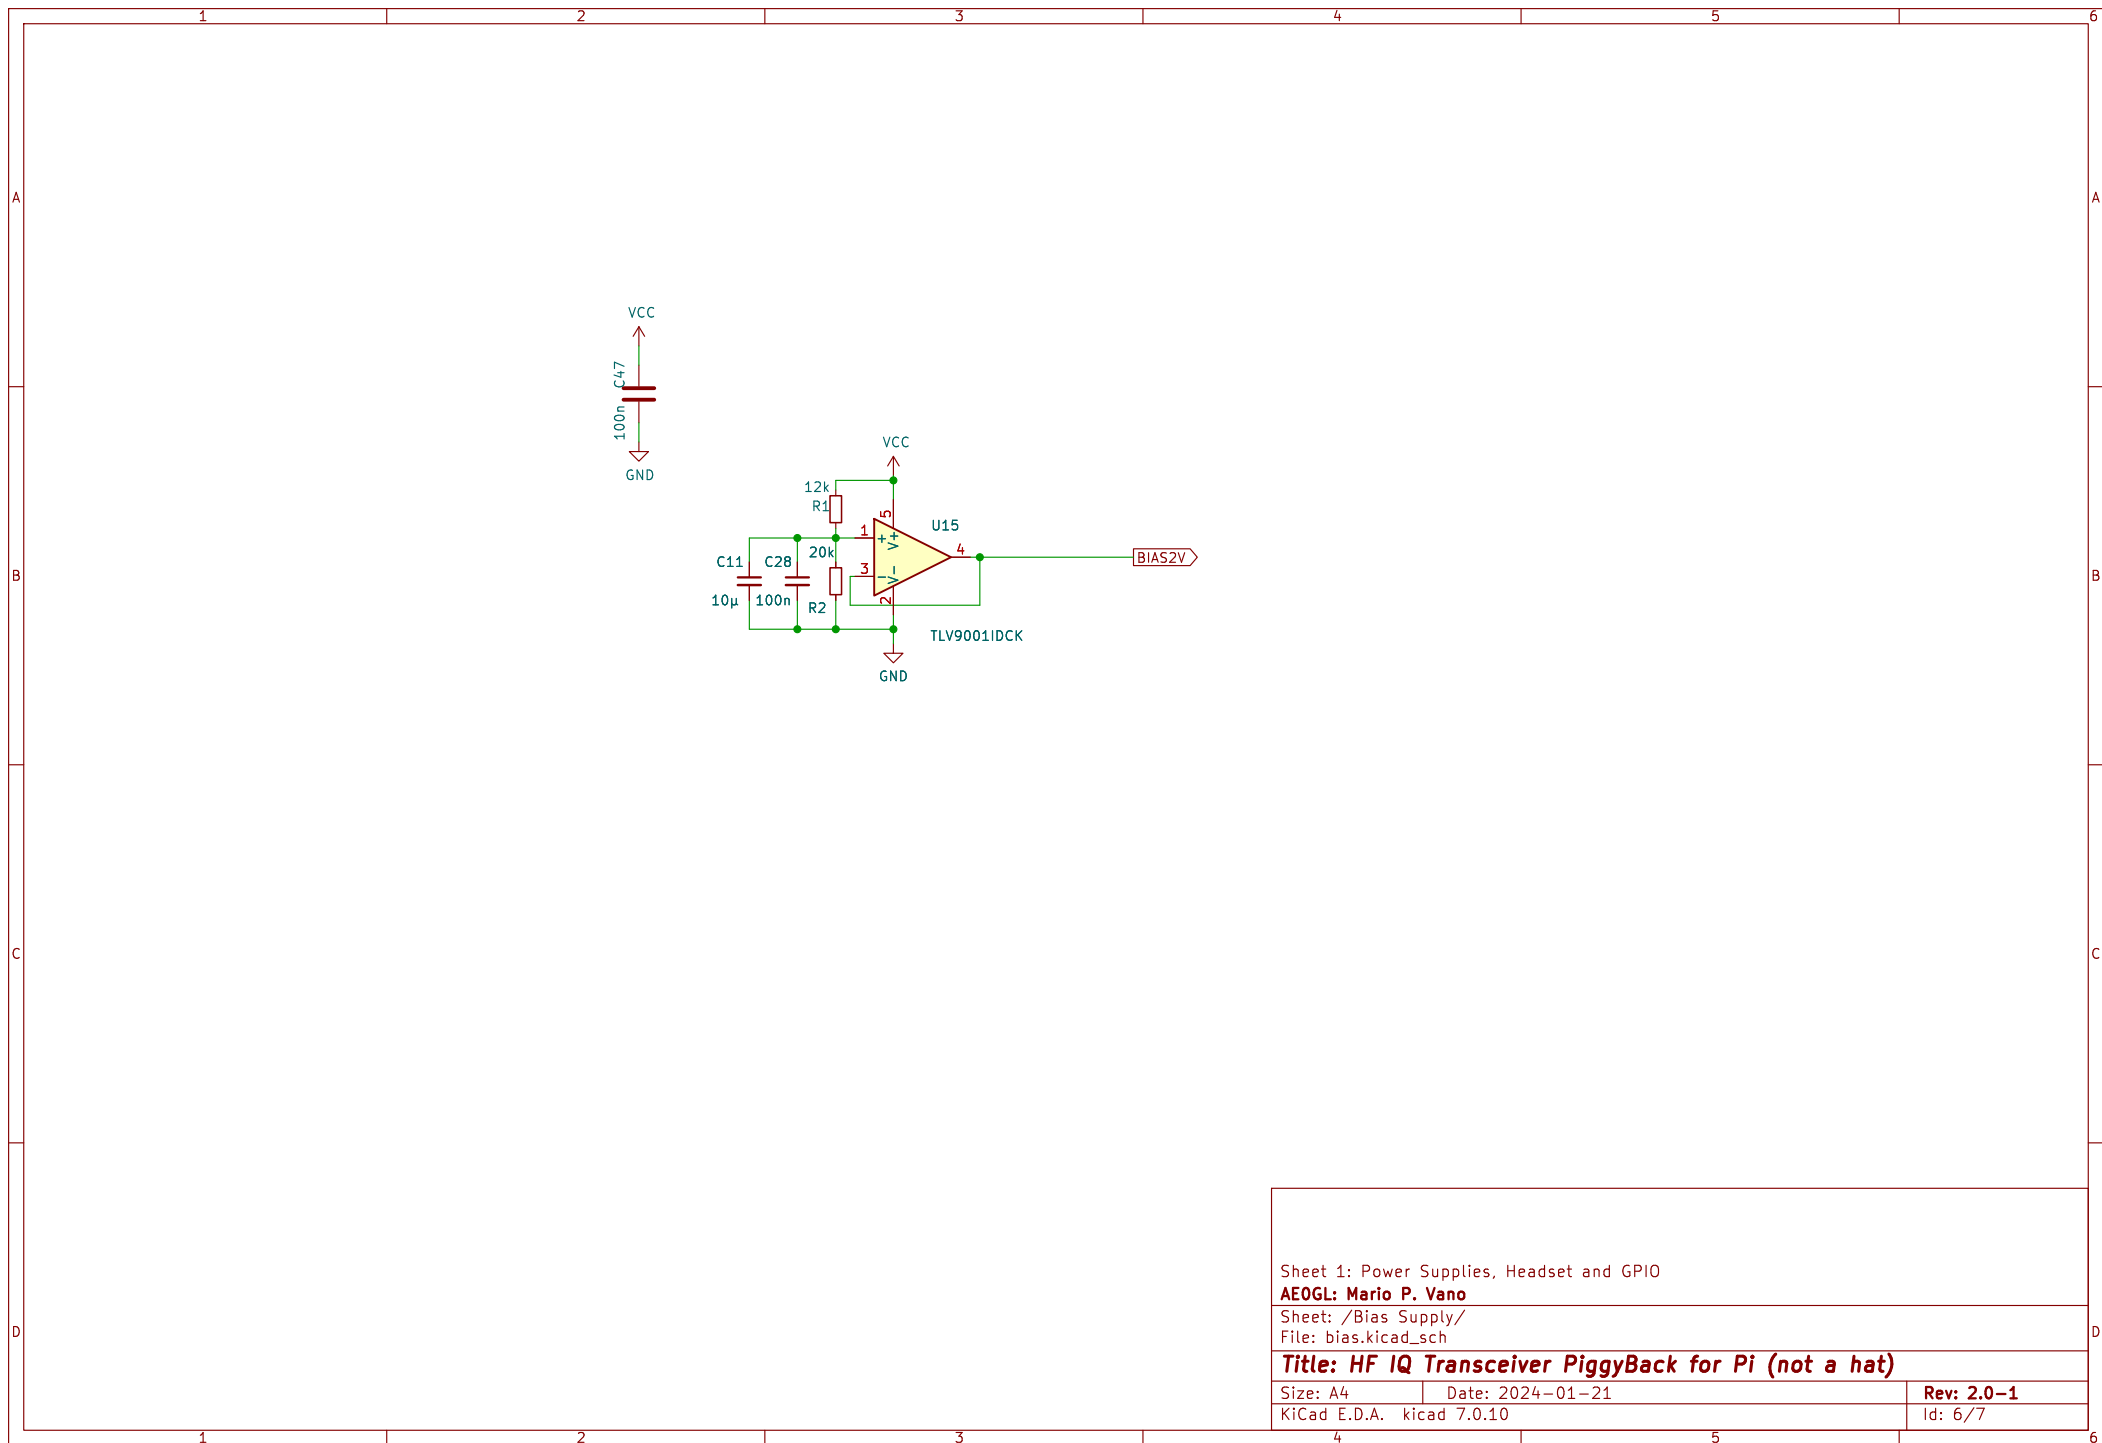 1 2 3 4 5 6
A A
VCC
C47
100n
GND
VCC
12k
R1
5
U15
1
+
V+
4
BIAS2V
20k
C11
C28
3
−
V−
B B
10µ
100n
R2
2
TLV9001IDCK
GND
C C
Sheet 1: Power Supplies, Headset and GPIO
AE0GL: Mario P. Vano
Sheet: /Bias Supply/
File: bias.kicad_sch
D D
Title: HF IQ Transceiver PiggyBack for Pi (not a hat)
Size: A4 Date: 2024-01-21 Rev: 2.0-1
KiCad E.D.A. kicad 7.0.10 Id: 6/7
1 2 3 4 5 6